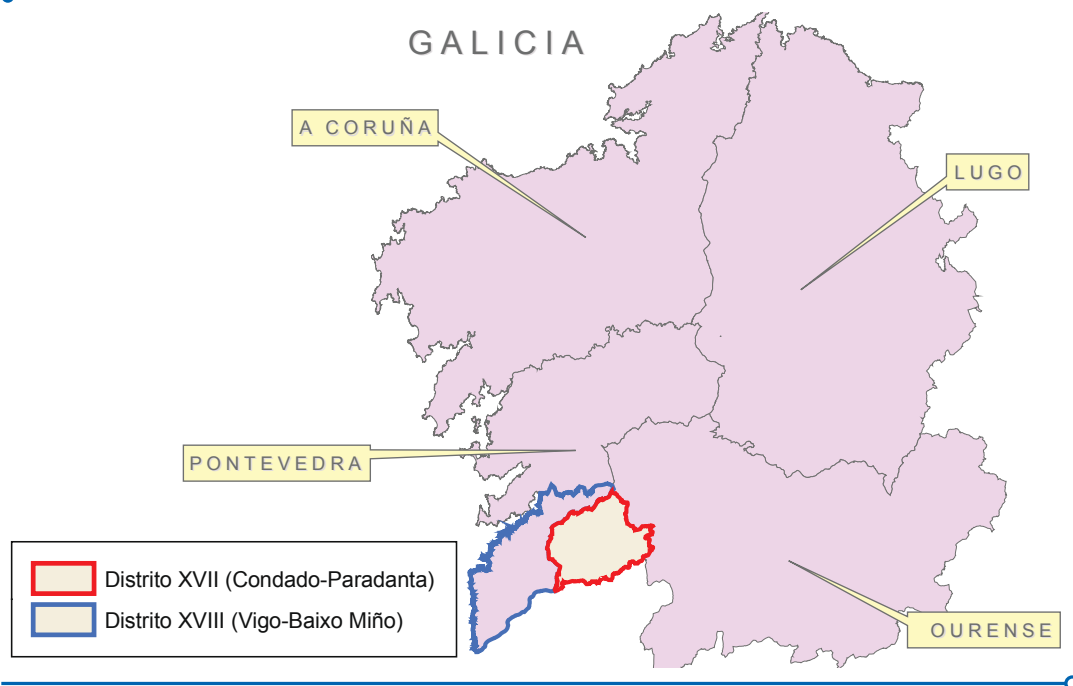 GALICIA
A CORUÑA
LUGO
PONTEVEDRA
Distrito XVII (Condado-Paradanta)
Distrito XVIII (Vigo-Baixo Miño)
OURENSE